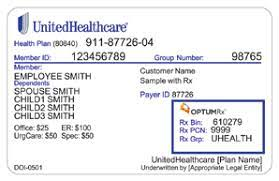 UnitedHealthcare®
Health Plan (80840) 911-87726-04
Member ID: 123456789 Group Number: 98765
Member:
EMPLOYEE SMITH
Dependents
SPOUSE SMITH
CHILD1 SMITH
CHILD2 SMITH
CHILD3 SMITH
Customer Name
Sample with Rx
Payer ID 87726
OPTUMRx™
Rx Bin: 610279
Rx PCN: 9999
Rx Grp: UHEALTH
Office: $25 ER: $100
UrgCare: $50 Spec: $50
UnitedHealthcare [Plan Name]
DOI-0501 Underwritten by [Appropriate Legal Entity]